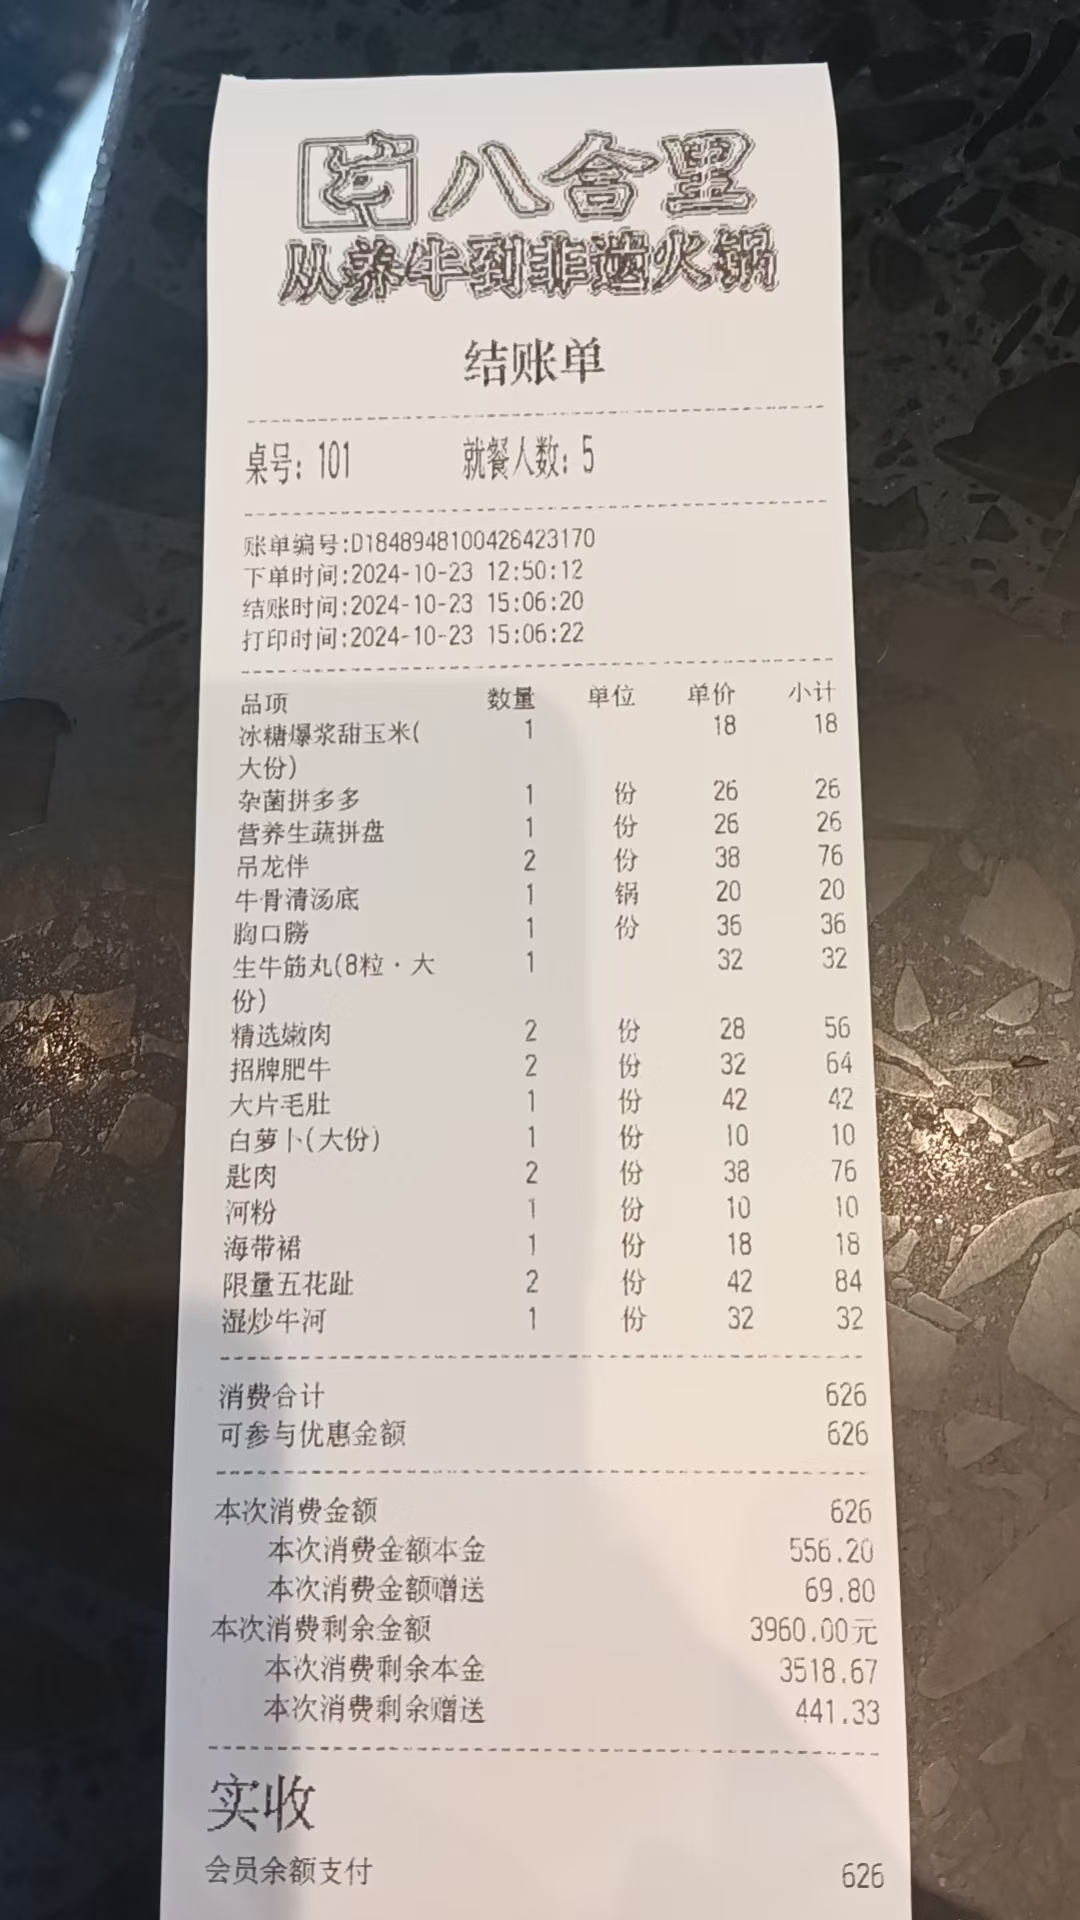 八合里
从养牛到非遗火锅
结账单
桌号: 101 就餐人数: 5
账单编号:D1848948100426423170
下单时间:2024-10-23 12:50:12
结账时间:2024-10-23 15:06:20
打印时间:2024-10-23 15:06:22
品项 数量 单位 单价 小计
冰糖爆浆甜玉米( 1 18 18
大份)
杂菌拼多多 1 份 26 26
营养生蔬拼盘 1 份 26 26
吊龙伴 2 份 38 76
牛骨清汤底 1 锅 20 20
胸口朥 1 份 36 36
生牛筋丸(8粒·大 1 32 32
份)
精选嫩肉 2 份 28 56
招牌肥牛 2 份 32 64
大片毛肚 1 份 42 42
白萝卜(大份) 1 份 10 10
匙肉 2 份 38 76
河粉 1 份 10 10
海带裙 1 份 18 18
限量五花趾 2 份 42 84
湿炒牛河 1 份 32 32
消费合计 626
可参与优惠金额 626
本次消费金额 626
本次消费金额本金 556.20
本次消费金额赠送 69.80
本次消费剩余金额 3960.00元
本次消费剩余本金 3518.67
本次消费剩余赠送 441.33
实收
会员余额支付 626